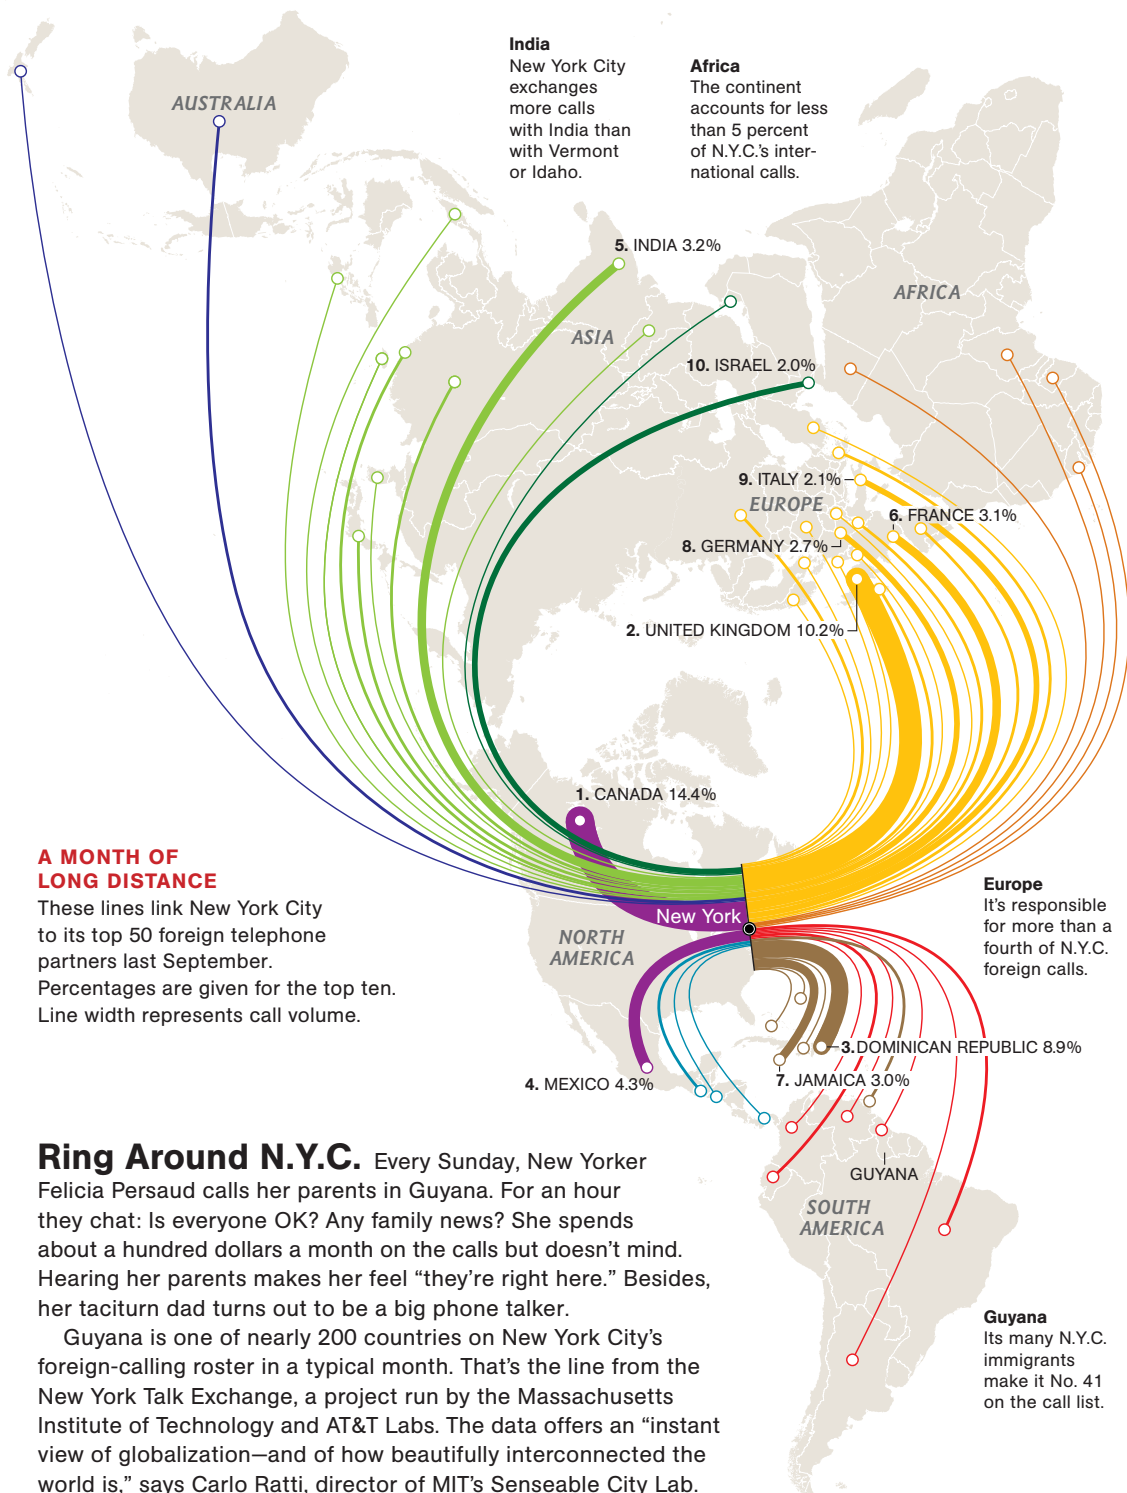 India
New York City
exchanges
more calls
with India than
with Vermont
or Idaho.
Africa
The continent
accounts for less
than 5 percent
of N.Y.C.’s inter-
national calls.
AUSTRALIA
5. INDIA 3.2%
AFRICA
ASIA
10. ISRAEL 2.0%
9. ITALY 2.1%
EUROPE
6. FRANCE 3.1%
8. GERMANY 2.7%
2. UNITED KINGDOM 10.2%
1. CANADA 14.4%
A MONTH OF
LONG DISTANCE
These lines link New York City
to its top 50 foreign telephone
partners last September.
Percentages are given for the top ten.
Line width represents call volume.
New York
NORTH
AMERICA
Europe
It’s responsible
for more than a
fourth of N.Y.C.
foreign calls.
3. DOMINICAN REPUBLIC 8.9%
4. MEXICO 4.3%
7. JAMAICA 3.0%
GUYANA
SOUTH
AMERICA
Ring Around N.Y.C. Every Sunday, New Yorker
Felicia Persaud calls her parents in Guyana. For an hour
they chat: Is everyone OK? Any family news? She spends
about a hundred dollars a month on the calls but doesn’t mind.
Hearing her parents makes her feel “they’re right here.” Besides,
her taciturn dad turns out to be a big phone talker.
Guyana is one of nearly 200 countries on New York City’s
foreign-calling roster in a typical month. That’s the line from the
New York Talk Exchange, a project run by the Massachusetts
Institute of Technology and AT&T Labs. The data offers an “instant
view of globalization—and of how beautifully interconnected the
world is,” says Carlo Ratti, director of MIT’s Senseable City Lab.
Guyana
Its many N.Y.C.
immigrants
make it No. 41
on the call list.